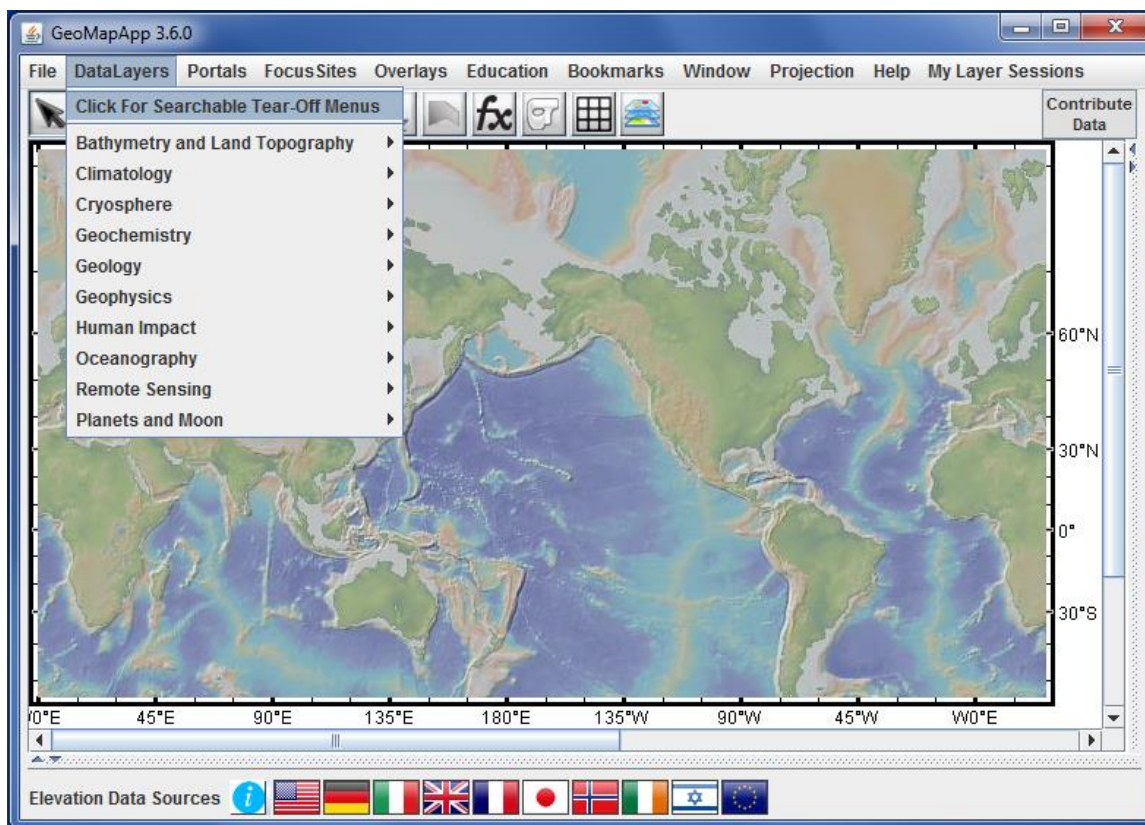 GeoMapApp 3.6.0
File DataLayers Portals FocusSites Overlays Education Bookmarks Window Projection Help My Layer Sessions
Click For Searchable Tear-Off Menus
fx
Contribute
Data
Bathymetry and Land Topography
Climatology
Cryosphere
Geochemistry
Geology
Geophysics
Human Impact
Oceanography
Remote Sensing
Planets and Moon
60°N
30°N
0°
30°S
45°E 90°E 135°E 180°E 135°W 90°W 45°W W0°E
Elevation Data Sources i